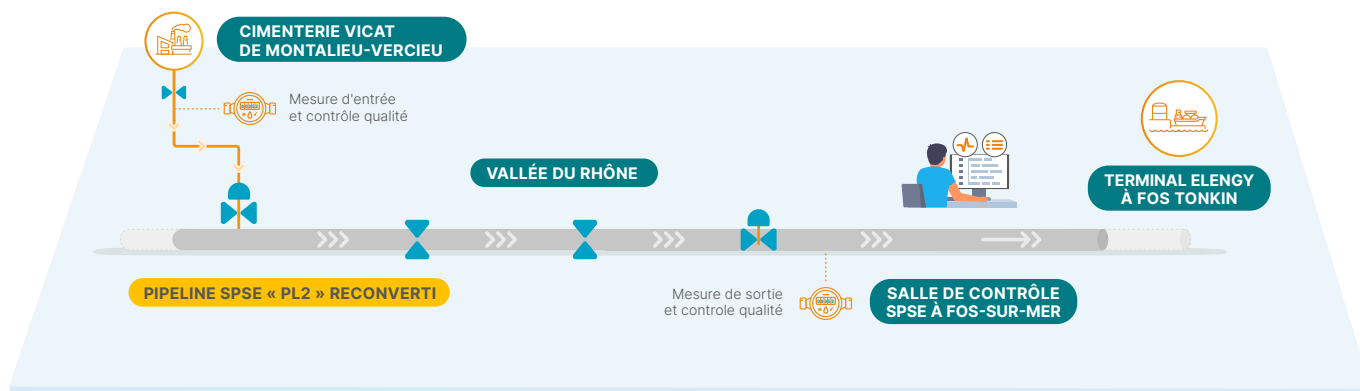 CIMENTERIE VICAT
DE MONTALIEU-VERCIEU
Mesure d'entrée
et contrôle qualité
VALLÉE DU RHÔNE
TERMINAL ELENGY
À FOS TONKIN
PIPELINE SPSE « PL2 » RECONVERTI
Mesure de sortie
et controle qualité
SALLE DE CONTRÔLE
SPSE À FOS-SUR-MER